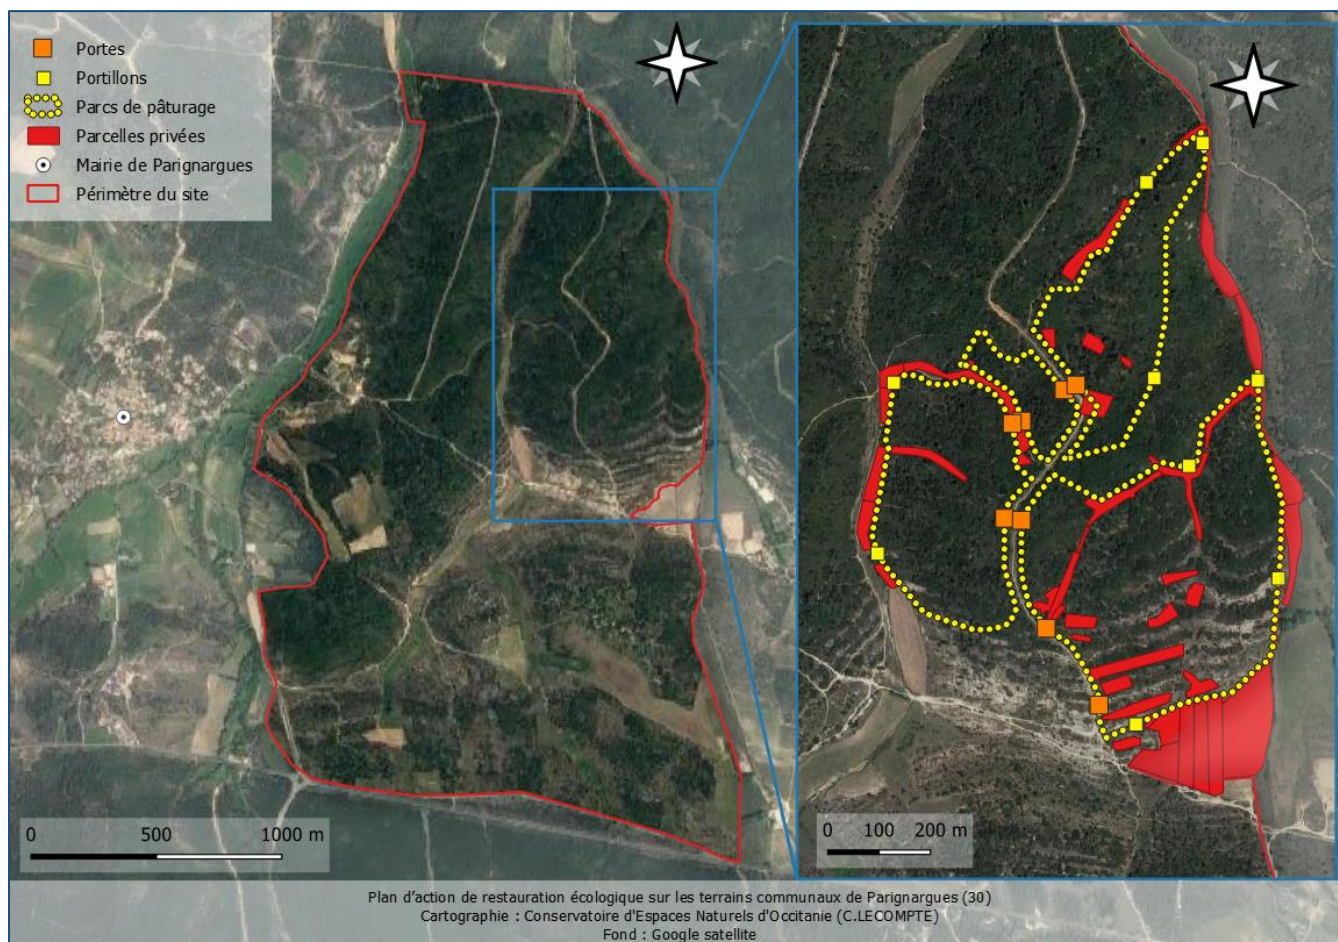 Portes
Portillons
Parcs de pâturage
Parcelles privées
Mairie de Parignargues
Périmètre du site
0 500 1000 m
0 100 200 m
Plan d'action de restauration écologique sur les terrains communaux de Parignargues (30)
Cartographie : Conservatoire d'Espaces Naturels d'Occitanie (C.LECOMPTE)
Fond : Google satellite